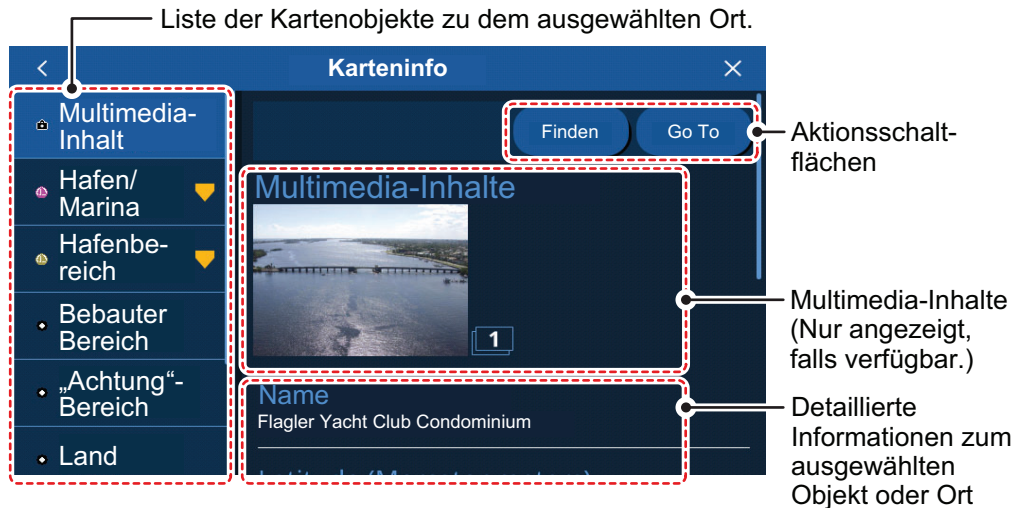 Liste der Kartenobjekte zu dem ausgewählten Ort.
Karteninfo
Multimedia-
Inhalt
Hafen/
Marina
Hafenbe-
reich
Bebauter
Bereich
„Achtung“-
Bereich
Land
Finden
Go To
Multimedia-Inhalte
1
Name
Flagler Yacht Club Condominium
Aktionsschalt-
flächen
Multimedia-Inhalte
(Nur angezeigt,
falls verfügbar.)
Detaillierte
Informationen zum
ausgewählten
Objekt oder Ort